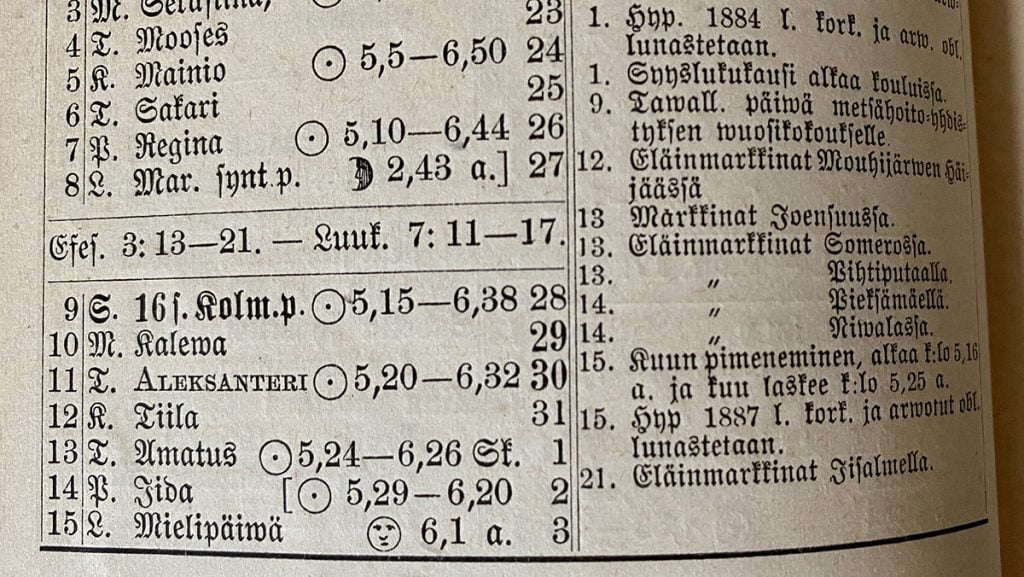 3 M. Serafina,
23
4 T. Mooses ☉ 5,5—6,50 24
5 K. Mainio 25
6 T. Sakari
7 P. Regina ☉ 5,10—6,44 26
8 L. Mar. synt.p. ☽ 2,43 a.] 27
Efes. 3: 13—21. — Luuk. 7: 11—17.
9 S. 16 s. Kolm.p. ☉ 5,15—6,38 28
10 M. Kalewa 29
11 T. ALEKSANTERI ☉ 5,20—6,32 30
12 K. Tiila 31
13 T. Amatus ☉ 5,24—6,26 Sk. 1
14 P. Iida [☉ 5,29—6,20 2
15 L. Mielipäiwä 6,1 a. 3
1. Hyp. 1884 l. kork. ja arw. obl.
lunastetaan.
1. Syyslukukausi alkaa kouluissa.
9. Tawall. päiwä metsähoito-yhdis-
tyksen wuosikokoukselle.
12. Eläinmarkkinat Mouhijärwen Häi-
jäässä
13 Markkinat Joensuussa.
13. Eläinmarkkinat Somerossa.
13. „ Pihtiputaalla.
14. „ Pieksämäellä.
14. „ Niwalassa.
15. Kuun pimeneminen, alkaa k:lo 5,16
a. ja kuu laskee k:lo 5,25 a.
15. Hyp 1887 l. kork. ja arwotut obl.
lunastetaan.
21. Eläinmarkkinat Iisalmella.